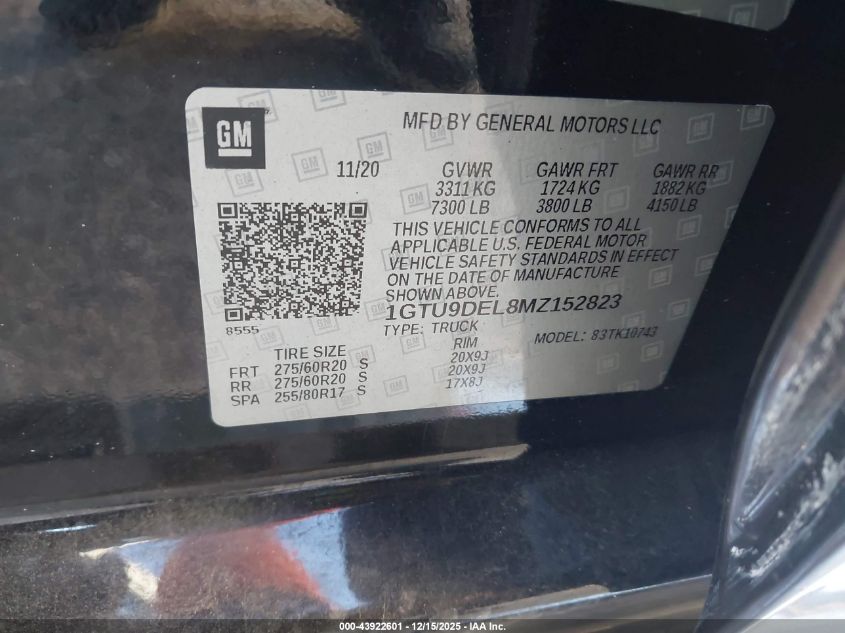 GM
MFD BY GENERAL MOTORS LLC
11/20 GVWR GAWR FRT GAWR RR
3311 KG 1724 KG 1882 KG
7300 LB 3800 LB 4150 LB
THIS VEHICLE CONFORMS TO ALL
APPLICABLE U.S. FEDERAL MOTOR
VEHICLE SAFETY STANDARDS IN EFFECT
ON THE DATE OF MANUFACTURE
SHOWN ABOVE.
8555
1GTU9DEL8MZ152823
TYPE: TRUCK MODEL: 83TK10743
TIRE SIZE RIM
FRT 275/60R20 S 20X9J
RR 275/60R20 S 20X9J
SPA 255/80R17 S 17X8J
000-43922601 - 12/15/2025 - IAA Inc.